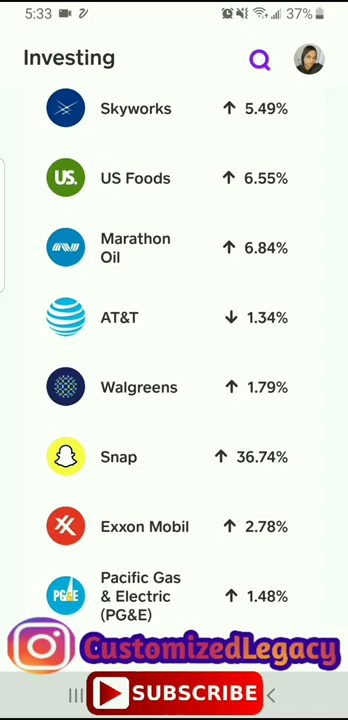 5:33
37%
Investing
Skyworks ↑ 5.49%
US.
US Foods ↑ 6.55%
Marathon
Oil ↑ 6.84%
AT&T ↓ 1.34%
Walgreens ↑ 1.79%
Snap ↑ 36.74%
Exxon Mobil ↑ 2.78%
Pacific Gas
& Electric
(PG&E) ↑ 1.48%
PG&E
CustomizedLegacy
SUBSCRIBE